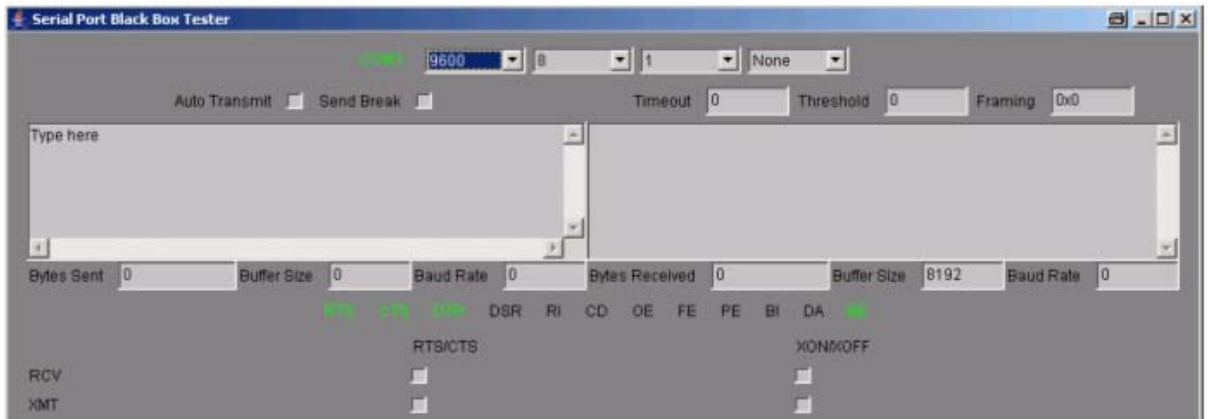 Serial Port Black Box Tester
9600 8 1 None
Auto Transmit Send Break Timeout 0 Threshold 0 Framing 0x0
Type here
Bytes Sent 0 Buffer Size 0 Baud Rate 0 Bytes Received 0 Buffer Size 8192 Baud Rate 0
RTS CTS DTR DSR RI CD OE FE PE BI DA BE
RTS/CTS XON/XOFF
RCV
XMT